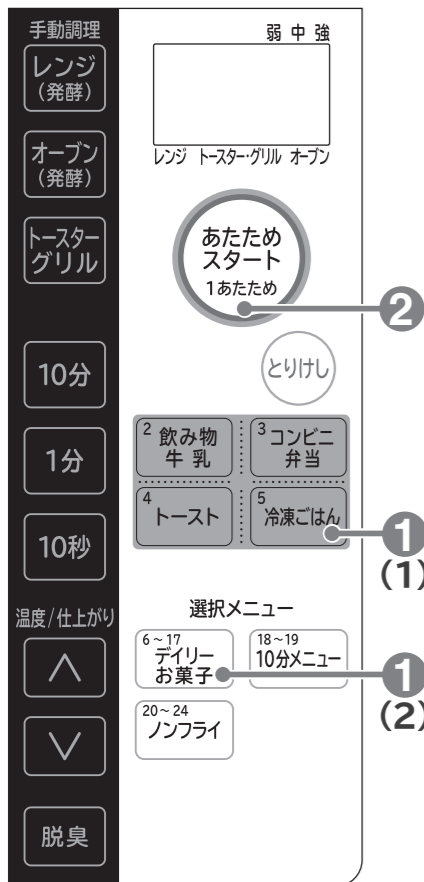 手動調理
レンジ
(発酵)
オーブン
(発酵)
トースター
グリル
10分
1分
10秒
温度/仕上がり
脱臭
弱 中 強
レンジ トースター・グリル オーブン
あたため
スタート
1あたため
2
とりけし
2 飲み物
牛乳
3 コンビニ
弁当
4
トースト
5
冷凍ごはん
1
(1)
選択メニュー
6~17
デイリー
お菓子
18~19
10分メニュー
1
(2)
20~24
ノンフライ